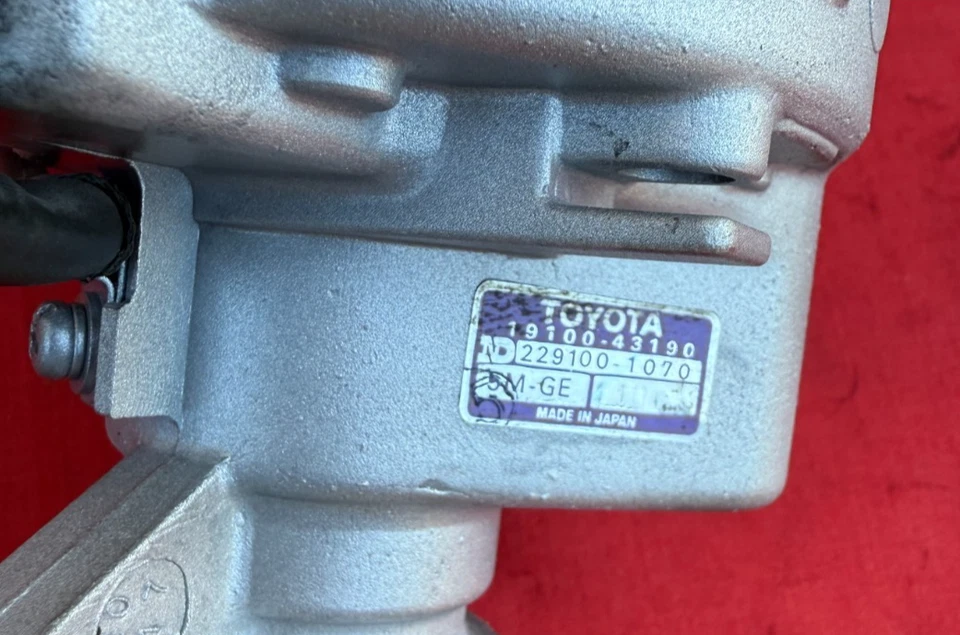 TOYOTA
19100-43190
ND 229100-1070
5M-GE
MADE IN JAPAN